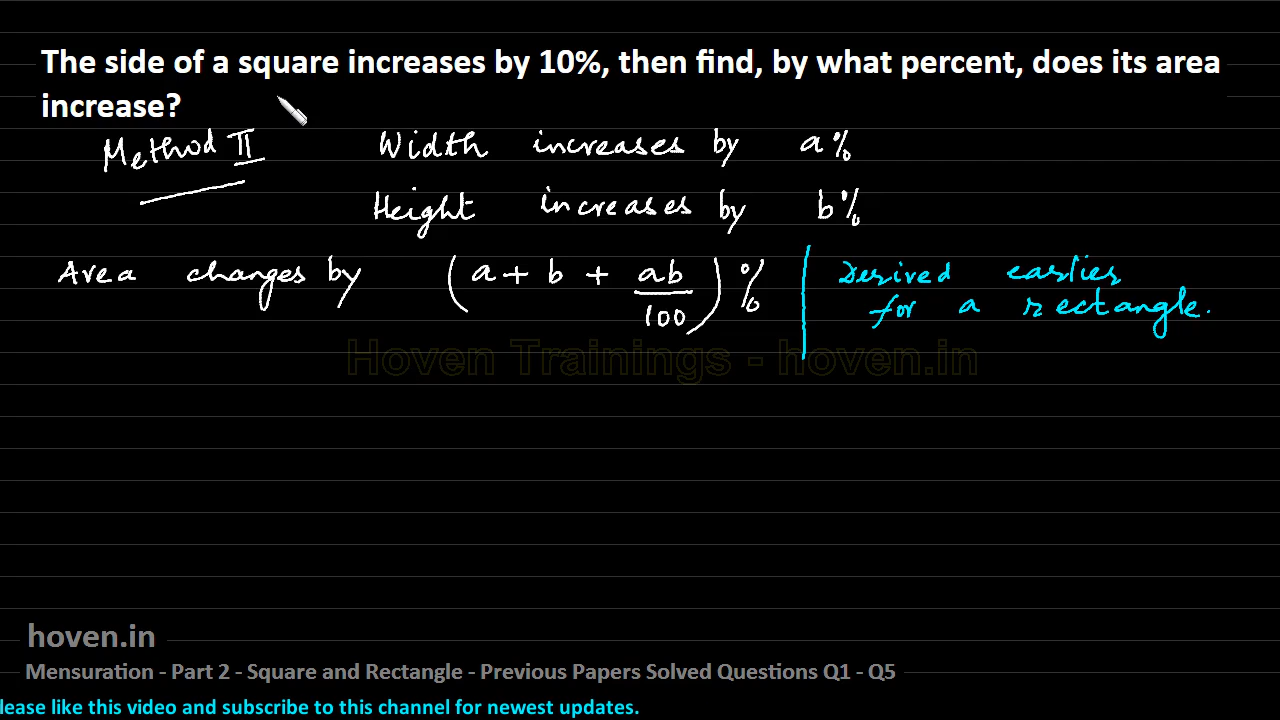 The side of a square increases by 10%, then find, by what percent, does its area
increase?
Method II Width increases by a%
Height increases by b%
Area changes by (a + b + ab/100) % | Derived earlier
for a rectangle.
Hoven Trainings - hoven.in
hoven.in
Mensuration - Part 2 - Square and Rectangle - Previous Papers Solved Questions Q1 - Q5
lease like this video and subscribe to this channel for newest updates.